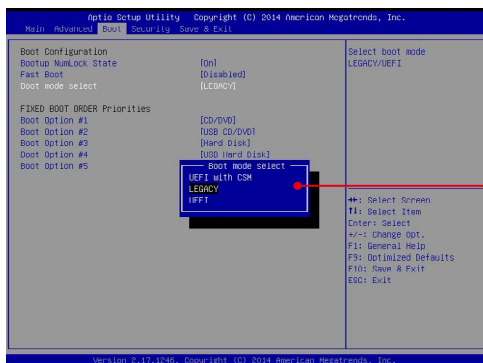 Aptio Setup Utility Copyright (C) 2014 American Megatrends, Inc.
Main Advanced Boot Security Save & Exit
Boot Configuration
Bootup NumLock State [On]
Fast Boot [Disabled]
Boot mode select [LEGACY]
FIXED BOOT ORDER Priorities
Boot Option #1 [CD/DVD]
Boot Option #2 [USB CD/DVD]
Boot Option #3 [Hard Disk]
Boot Option #4 [USB Hard Disk]
Boot Option #5
Boot mode select
UEFI with CSM
LEGACY
UEFI
Select boot mode
LEGACY/UEFI
↔: Select Screen
↑↓: Select Item
Enter: Select
+/-: Change Opt.
F1: General Help
F9: Optimized Defaults
F10: Save & Exit
ESC: Exit
Version 2.17.1246. Copyright (C) 2014 American Megatrends, Inc.